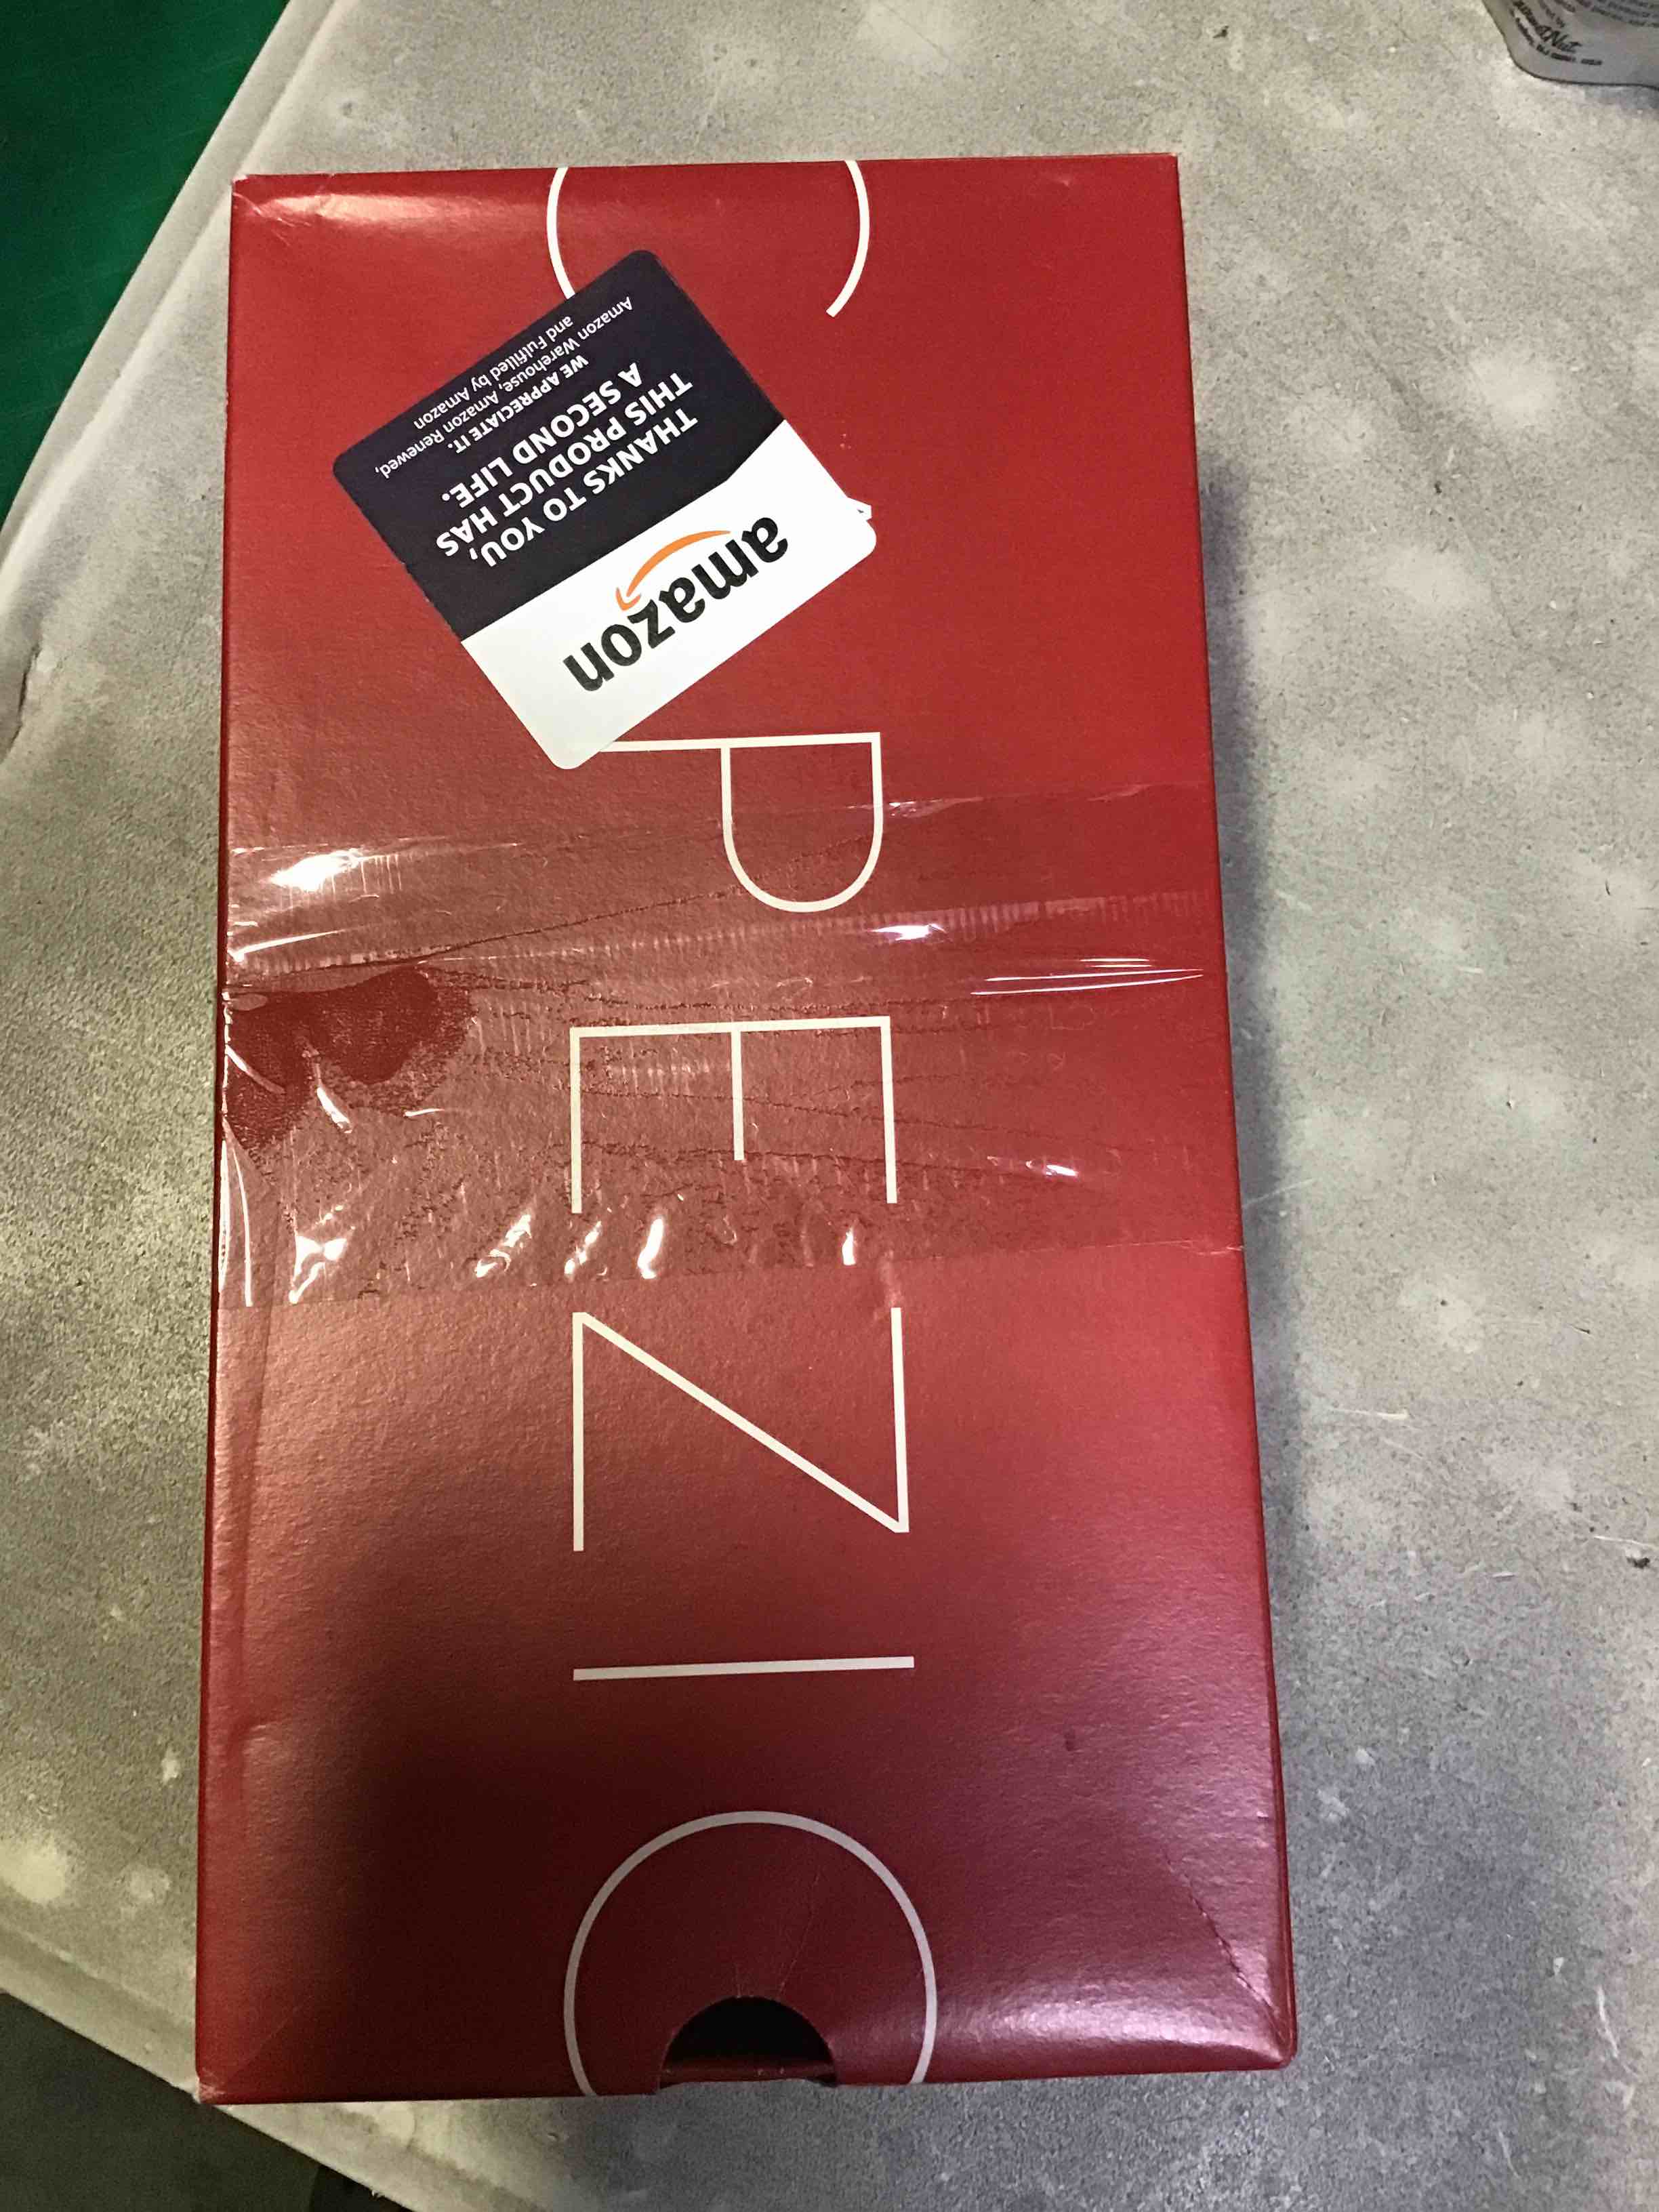 C PEZIO
amazon
THANKS TO YOU,
THIS PRODUCT HAS
A SECOND LIFE.
WE APPRECIATE IT.
Amazon Warehouse, Amazon Renewed,
and Fulfilled by Amazon